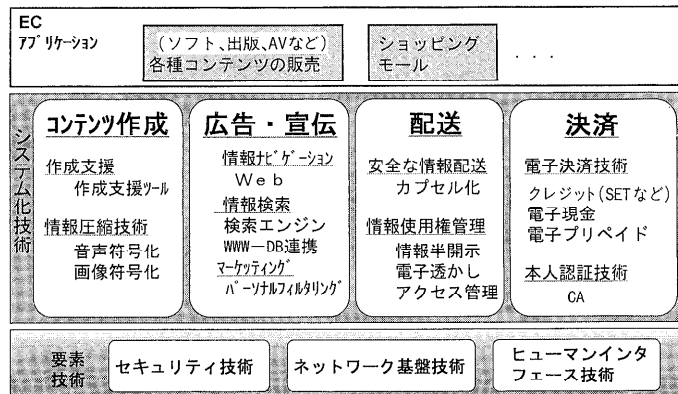 EC
アプリケーション
(ソフト、出版、AVなど)
各種コンテンツの販売
ショッピング
モール
. . .
システム化技術
コンテンツ作成
作成支援
作成支援ツール
情報圧縮技術
音声符号化
画像符号化
広告・宣伝
情報ナビゲーション
Web
情報検索
検索エンジン
WWW－DB連携
マーケッティング
パーソナルフィルタリング
配送
安全な情報配送
カプセル化
情報使用権管理
情報半開示
電子透かし
アクセス管理
決済
電子決済技術
クレジット(SETなど)
電子現金
電子プリペイド
本人認証技術
CA
要素
技術
セキュリティ技術
ネットワーク基盤技術
ヒューマンインタ
フェース技術